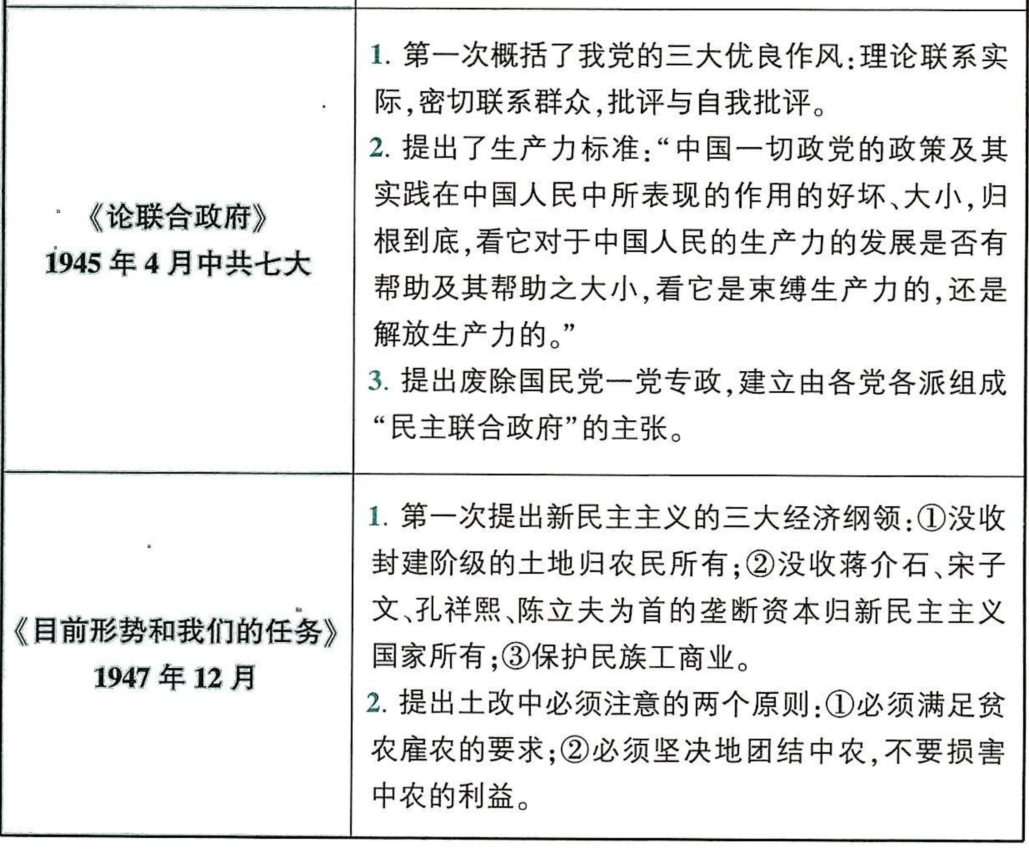 《论联合政府》
1945 年 4 月中共七大
1. 第一次概括了我党的三大优良作风:理论联系实
际,密切联系群众,批评与自我批评。
2. 提出了生产力标准:“中国一切政党的政策及其
实践在中国人民中所表现的作用的好坏、大小,归
根到底,看它对于中国人民的生产力的发展是否有
帮助及其帮助之大小,看它是束缚生产力的,还是
解放生产力的。”
3. 提出废除国民党一党专政,建立由各党各派组成
“民主联合政府”的主张。
《目前形势和我们的任务》
1947 年 12 月
1. 第一次提出新民主主义的三大经济纲领:①没收
封建阶级的土地归农民所有;②没收蒋介石、宋子
文、孔祥熙、陈立夫为首的垄断资本归新民主主义
国家所有;③保护民族工商业。
2. 提出土改中必须注意的两个原则:①必须满足贫
农雇农的要求;②必须坚决地团结中农,不要损害
中农的利益。